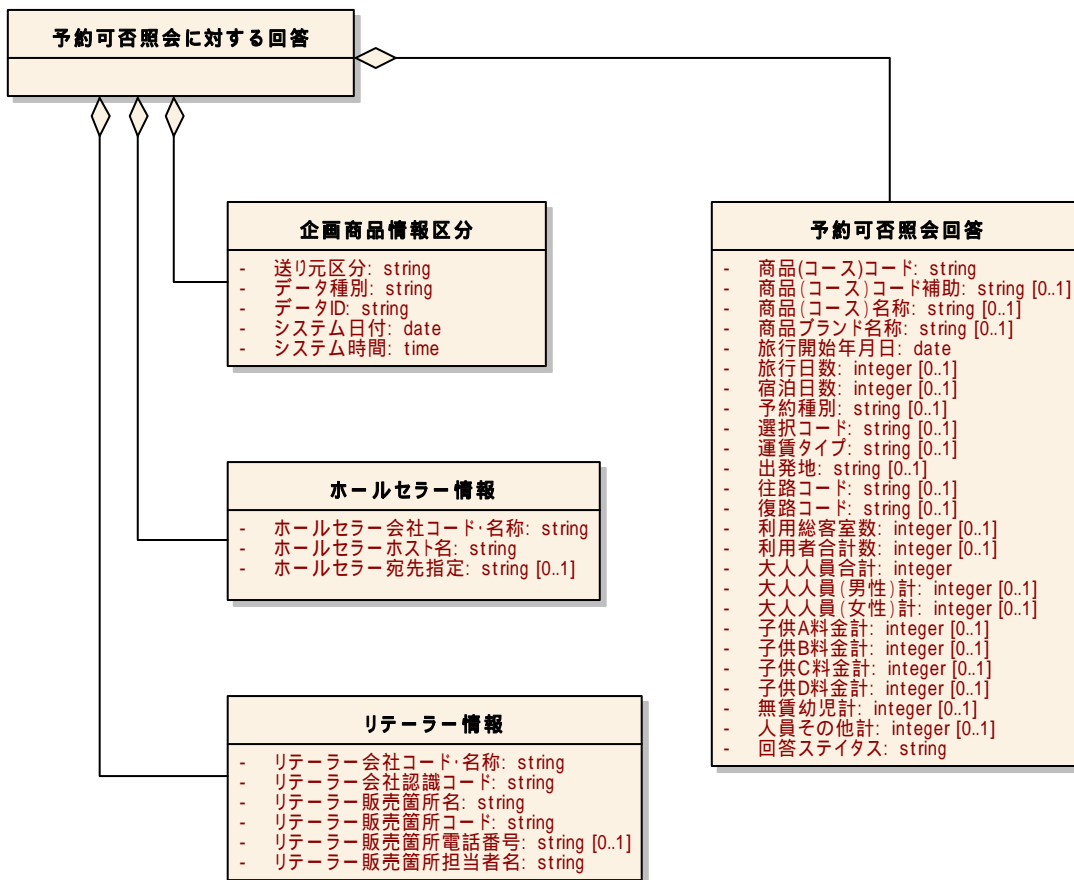 予約可否照会に対する回答
企画商品情報区分
- 送り元区分: string
- データ種別: string
- データID: string
- システム日付: date
- システム時間: time
ホールセラー情報
- ホールセラー会社コード・名称: string
- ホールセラーホスト名: string
- ホールセラー宛先指定: string [0..1]
リテーラー情報
- リテーラー会社コード・名称: string
- リテーラー会社認識コード: string
- リテーラー販売箇所名: string
- リテーラー販売箇所コード: string
- リテーラー販売箇所電話番号: string [0..1]
- リテーラー販売箇所担当者名: string
予約可否照会回答
- 商品(コース)コード: string
- 商品(コース)コード補助: string [0..1]
- 商品(コース)名称: string [0..1]
- 商品ブランド名称: string [0..1]
- 旅行開始年月日: date
- 旅行日数: integer [0..1]
- 宿泊日数: integer [0..1]
- 予約種別: string [0..1]
- 選択コード: string [0..1]
- 運賃タイプ: string [0..1]
- 出発地: string [0..1]
- 往路コード: string [0..1]
- 復路コード: string [0..1]
- 利用総客室数: integer [0..1]
- 利用者合計数: integer [0..1]
- 大人人員合計: integer
- 大人人員(男性)計: integer [0..1]
- 大人人員(女性)計: integer [0..1]
- 子供A料金計: integer [0..1]
- 子供B料金計: integer [0..1]
- 子供C料金計: integer [0..1]
- 子供D料金計: integer [0..1]
- 無賃幼児計: integer [0..1]
- 人員その他計: integer [0..1]
- 回答ステイタス: string